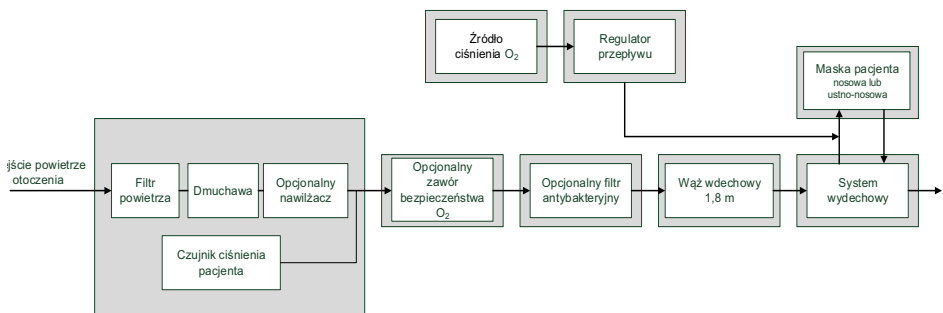 Źródło
ciśnienia O₂
Regulator
przepływu
Maska pacjenta
nosowa lub
ustno-nosowa
powietrze
otoczenia
Filtr
powietrza
Dmuchawa
Opcjonalny
nawilżacz
Opcjonalny
zawór
bezpieczeństwa
O₂
Opcjonalny filtr
antybakteryjny
Wąż wdechowy
1,8 m
System
wydechowy
Czujnik ciśnienia
pacjenta